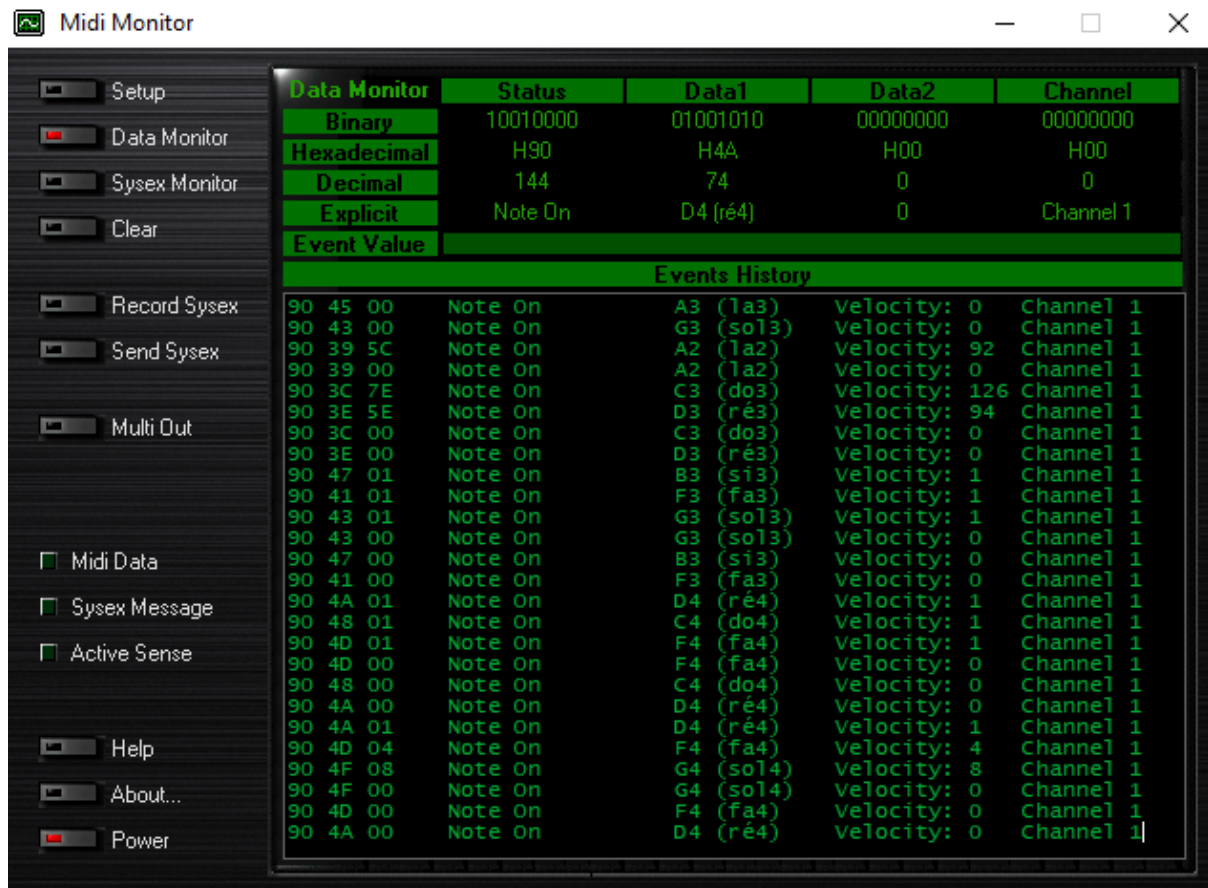 Midi Monitor
Setup
Data Monitor
Sysex Monitor
Clear
Record Sysex
Send Sysex
Multi Out
Midi Data
Sysex Message
Active Sense
Help
About...
Power
Data Monitor Status Data1 Data2 Channel
Binary 10010000 01001010 00000000 00000000
Hexadecimal H90 H4A H00 H00
Decimal 144 74 0 0
Explicit Note On D4 (ré4) 0 Channel 1
Event Value
Events History
90 45 00 Note On A3 (la3) Velocity: 0 Channel 1
90 43 00 Note On G3 (sol3) Velocity: 0 Channel 1
90 39 5C Note On A2 (la2) Velocity: 92 Channel 1
90 39 00 Note On A2 (la2) Velocity: 0 Channel 1
90 3C 7E Note On C3 (do3) Velocity: 126 Channel 1
90 3E 5E Note On D3 (ré3) Velocity: 94 Channel 1
90 3C 00 Note On C3 (do3) Velocity: 0 Channel 1
90 3E 00 Note On D3 (ré3) Velocity: 0 Channel 1
90 47 01 Note On B3 (si3) Velocity: 1 Channel 1
90 41 01 Note On F3 (fa3) Velocity: 1 Channel 1
90 43 01 Note On G3 (sol3) Velocity: 1 Channel 1
90 43 00 Note On G3 (sol3) Velocity: 0 Channel 1
90 47 00 Note On B3 (si3) Velocity: 0 Channel 1
90 41 00 Note On F3 (fa3) Velocity: 0 Channel 1
90 4A 01 Note On D4 (ré4) Velocity: 1 Channel 1
90 48 01 Note On C4 (do4) Velocity: 1 Channel 1
90 4D 01 Note On F4 (fa4) Velocity: 1 Channel 1
90 4D 00 Note On F4 (fa4) Velocity: 0 Channel 1
90 48 00 Note On C4 (do4) Velocity: 0 Channel 1
90 4A 00 Note On D4 (ré4) Velocity: 0 Channel 1
90 4A 01 Note On D4 (ré4) Velocity: 1 Channel 1
90 4D 04 Note On F4 (fa4) Velocity: 4 Channel 1
90 4F 08 Note On G4 (sol4) Velocity: 8 Channel 1
90 4F 00 Note On G4 (sol4) Velocity: 0 Channel 1
90 4D 00 Note On F4 (fa4) Velocity: 0 Channel 1
90 4A 00 Note On D4 (ré4) Velocity: 0 Channel 1